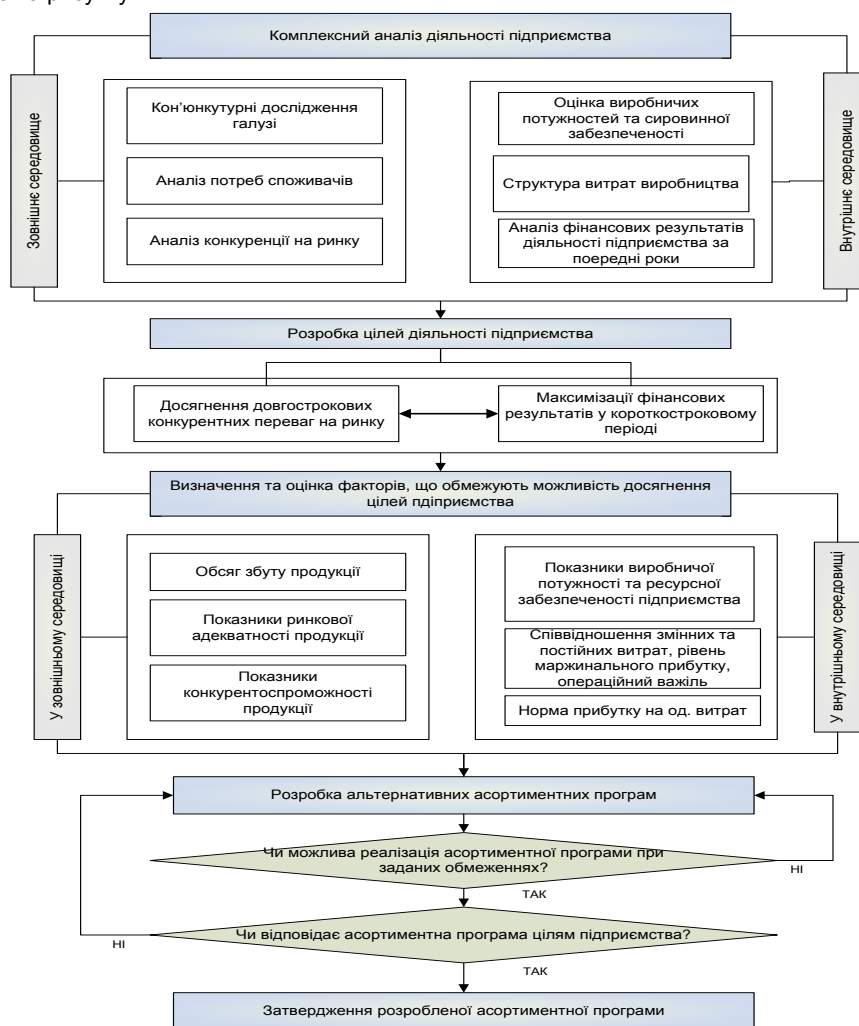 Комплексний аналіз діяльності підприємства
Зовнішнє середовище
Кон'юнкутурні дослідження
галузі
Аналіз потреб споживачів
Аналіз конкуренції на ринку
Оцінка виробничих
потужностей та сировинної
забезпеченості
Структура витрат виробництва
Аналіз фінансових результатів
діяльності підприємства за
поередні роки
Внутрішнє середовище
Розробка цілей діяльності підприємства
Досягнення довгострокових
конкурентних переваг на ринку
Максимізації фінансових
результатів у короткостроковому
періоді
Визначення та оцінка факторів, що обмежують можливість досягнення
цілей пдіприємства
У зовнішньому середовищі
Обсяг збуту продукції
Показники ринкової
адекватності продукції
Показники
конкурентоспроможності
продукції
Показники виробничої
потужності та ресурсної
забезпеченості підприємства
Співвідношення змінних та
постійних витрат, рівень
маржинального прибутку,
операційний важіль
Норма прибутку на од. витрат
У внутрішньому середовищі
Розробка альтернативних асортиментних програм
Чи можлива реалізація асортиментної програми при
заданих обмеженнях?
НІ
ТАК
Чи відповідає асортиментна програма цілям підприємства?
НІ
ТАК
Затвердження розробленої асортиментної програми